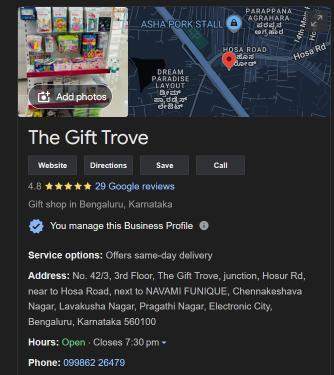 PARAPPANA
AGRAHARA
ಪರಪ್ಪನ
ಅಗ್ರಹಾರ
ASHA PORK STALL
HOSA ROAD
ಹೊಸ
ರೋಡ್
14th Main
Hosa Rd
DREAM
PARADISE
LAYOUT
ಡ್ರೀಮ್
ಪ್ಯಾರಡೈಸ್
ಲೇಔಟ್
Add photos
The Gift Trove
Website Directions Save Call
4.8 29 Google reviews
Gift shop in Bengaluru, Karnataka
You manage this Business Profile
Service options: Offers same-day delivery
Address: No. 42/3, 3rd Floor, The Gift Trove, junction, Hosur Rd,
near to Hosa Road, next to NAVAMI FUNIQUE, Chennakeshava
Nagar, Lavakusha Nagar, Pragathi Nagar, Electronic City,
Bengaluru, Karnataka 560100
Hours: Open · Closes 7:30 pm
Phone: 099862 26479